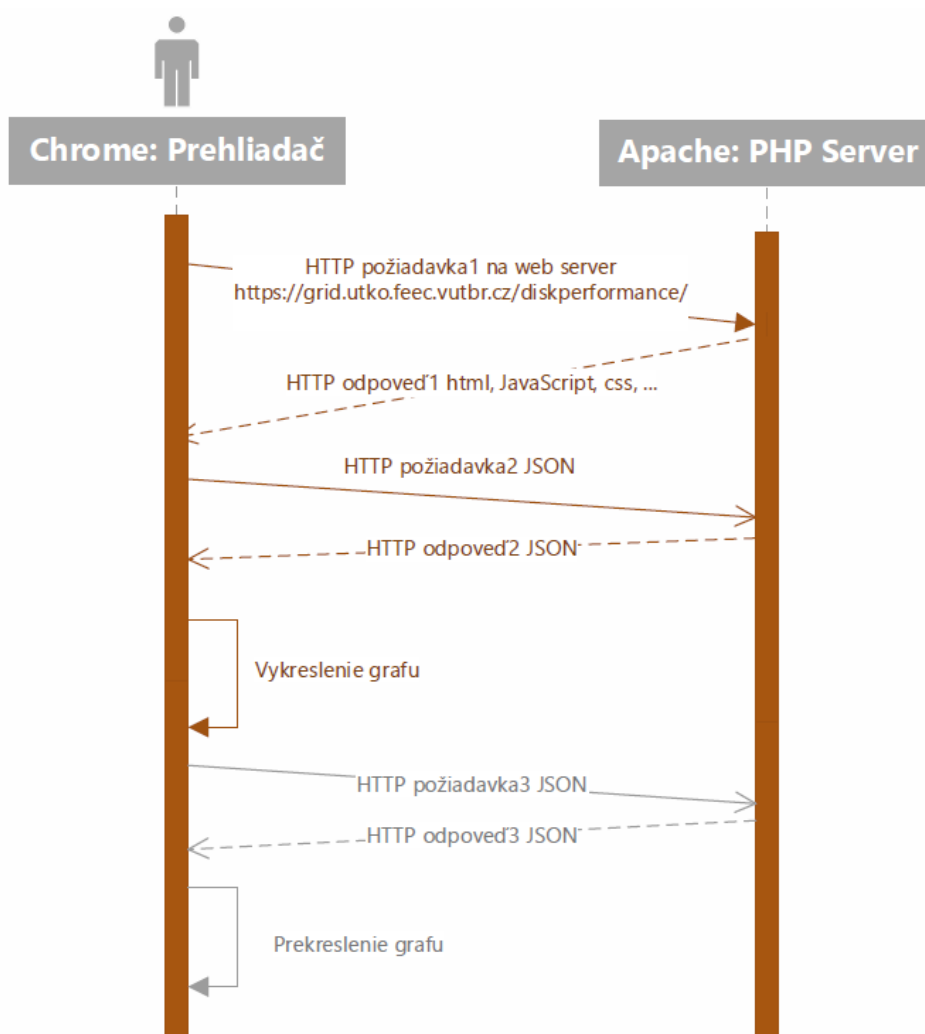 Chrome: Prehliadač
Apache: PHP Server
HTTP požiadavka1 na web server
https://grid.utko.feec.vutbr.cz/diskperformance/
HTTP odpoveď1 html, JavaScript, css, ...
HTTP požiadavka2 JSON
HTTP odpoveď2 JSON
Vykreslenie grafu
HTTP požiadavka3 JSON
HTTP odpoveď3 JSON
Prekreslenie grafu